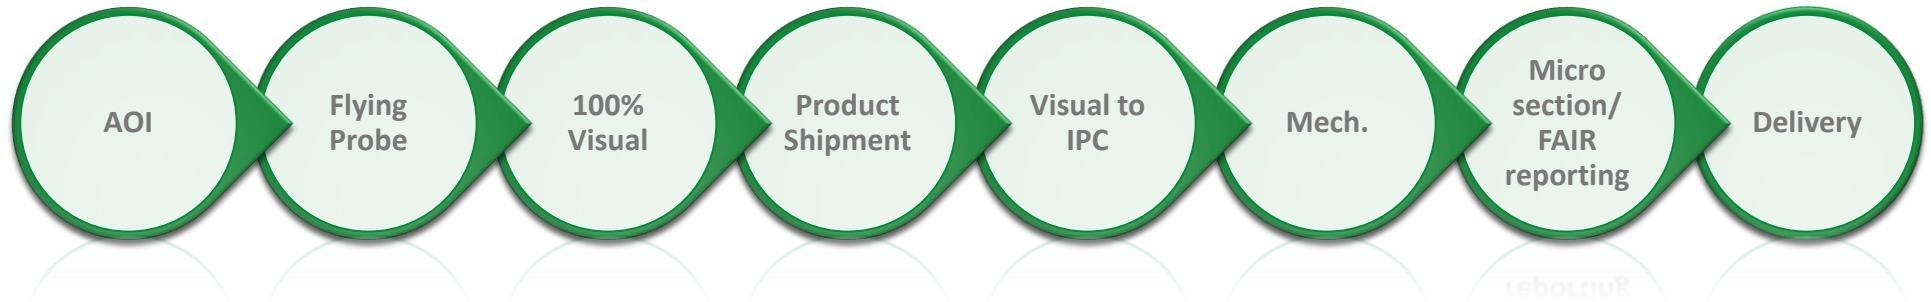 AOI
Flying
Probe
100%
Visual
Product
Shipment
Visual to
IPC
Mech.
Micro
section/
FAIR
reporting
Delivery